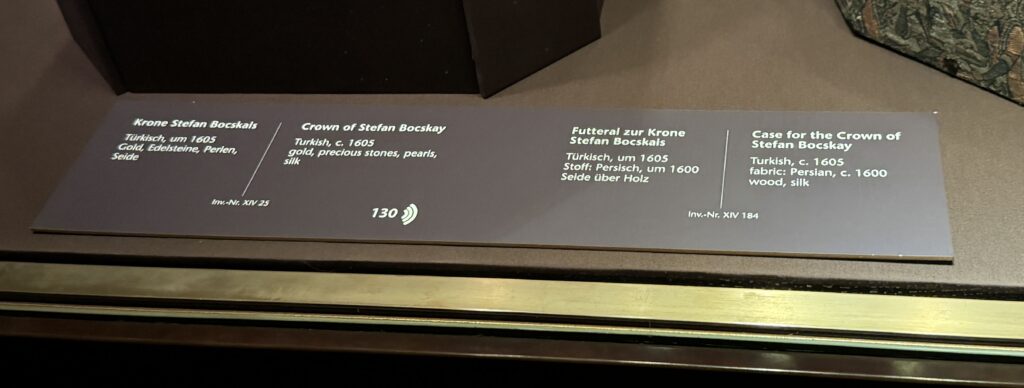 Krone Stefan Bocskais
Türkisch, um 1605
Gold, Edelsteine, Perlen,
Seide
Crown of Stefan Bocskay
Turkish, c. 1605
gold, precious stones, pearls,
silk
Inv.-Nr. XIV 25
130
Futteral zur Krone
Stefan Bocskais
Türkisch, um 1605
Stoff: Persisch, um 1600
Seide über Holz
Case for the Crown of
Stefan Bocskay
Turkish, c. 1605
fabric: Persian, c. 1600
wood, silk
Inv.-Nr. XIV 184